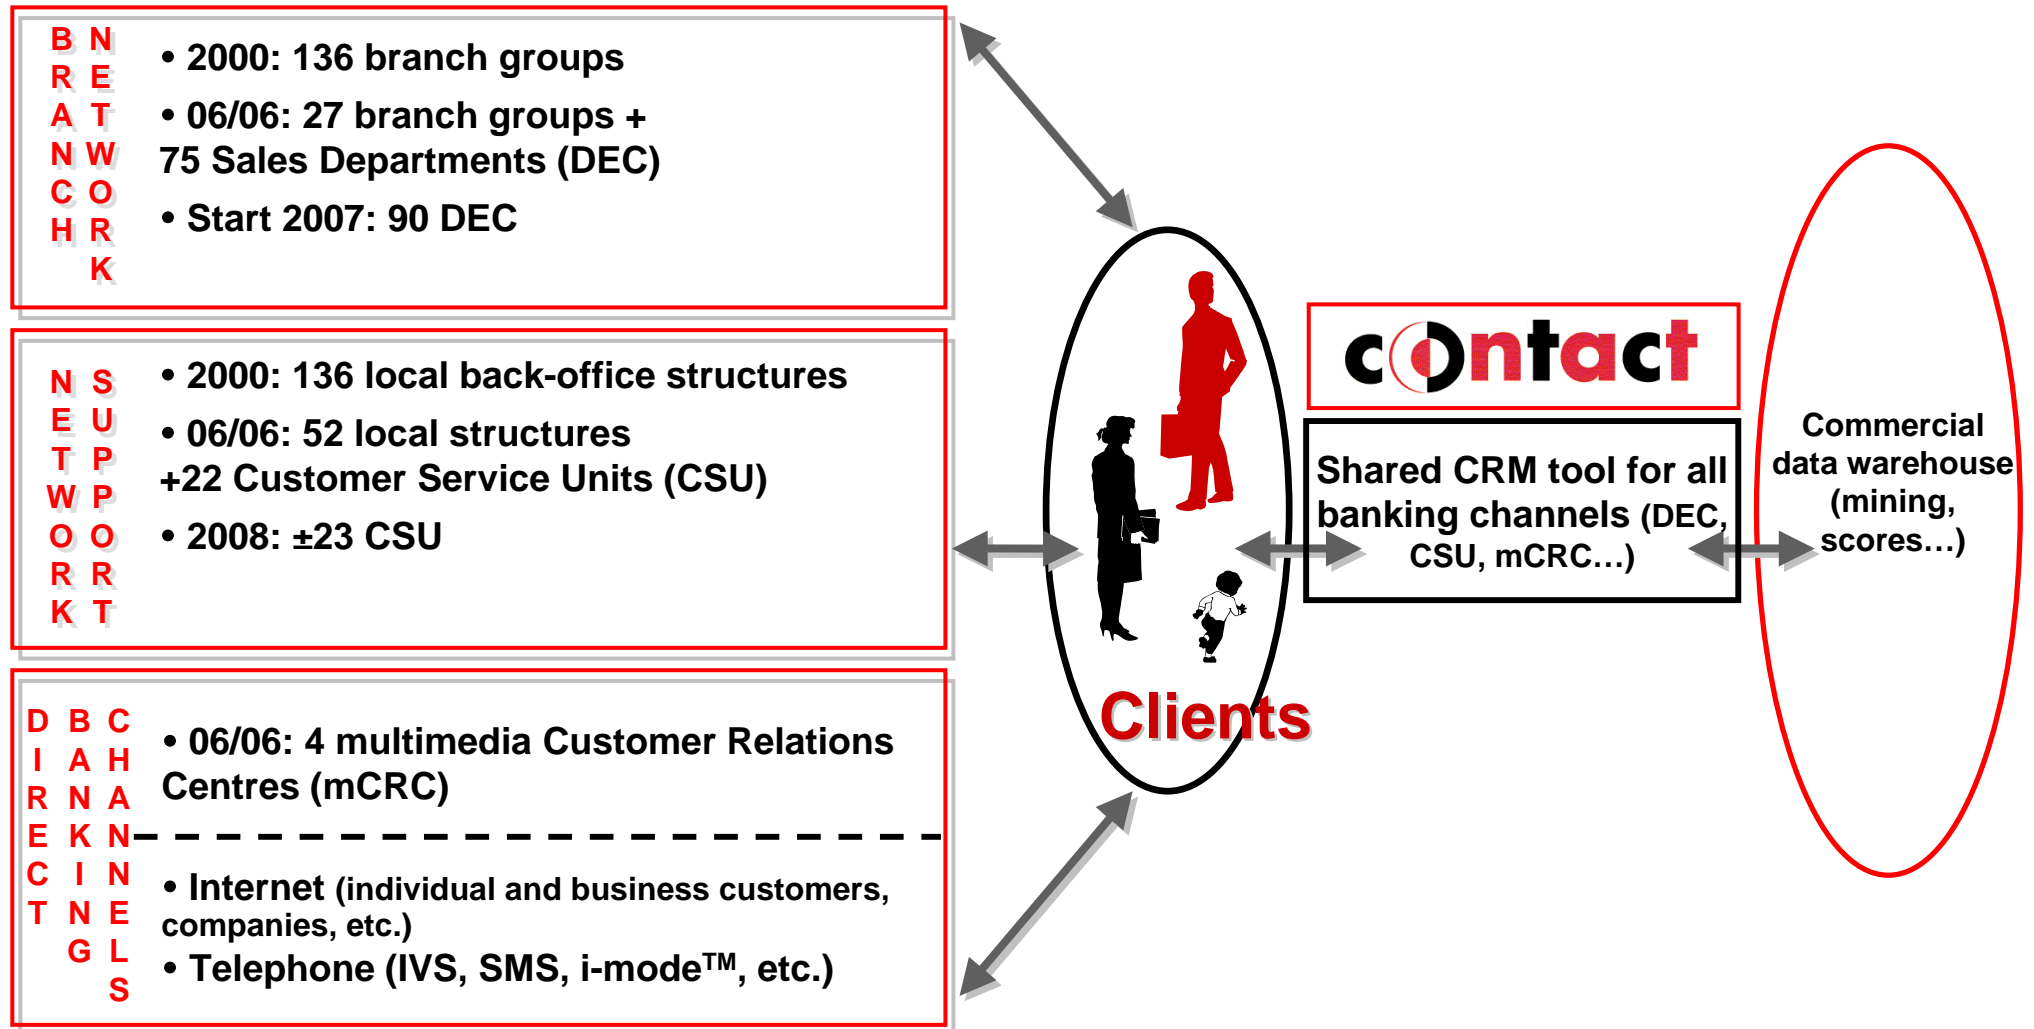 BRANCH
NETWORK
• 2000: 136 branch groups
• 06/06: 27 branch groups +
75 Sales Departments (DEC)
• Start 2007: 90 DEC
NETWORK
SUPPORT
• 2000: 136 local back-office structures
• 06/06: 52 local structures
+22 Customer Service Units (CSU)
• 2008: ±23 CSU
DIRECT
BANKING
CHANNELS
• 06/06: 4 multimedia Customer Relations
Centres (mCRC)
• Internet (individual and business customers,
companies, etc.)
• Telephone (IVS, SMS, i-mode™, etc.)
Clients
contact
Shared CRM tool for all
banking channels (DEC,
CSU, mCRC…)
Commercial
data warehouse
(mining,
scores…)